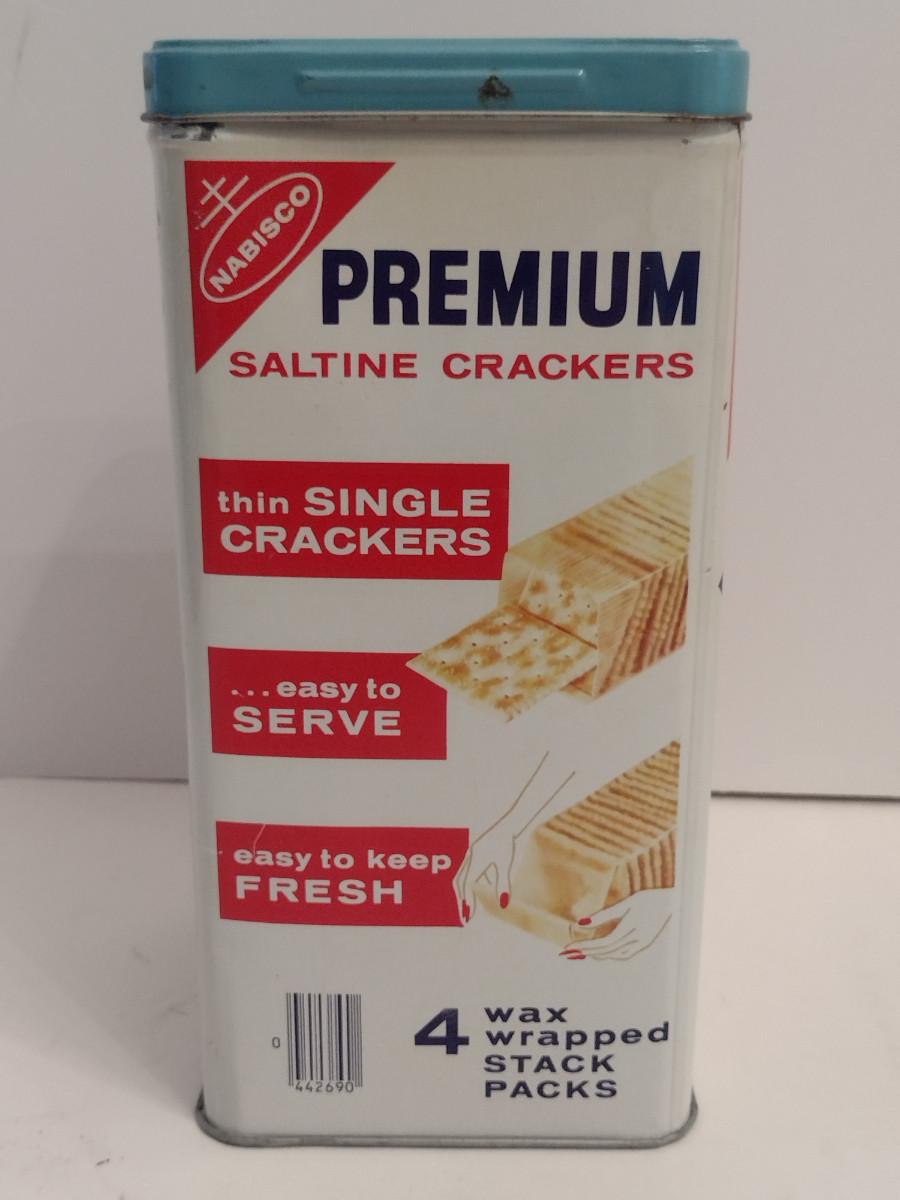 NABISCO
PREMIUM
SALTINE CRACKERS
thin SINGLE
CRACKERS
...easy to
SERVE
easy to keep
FRESH
0
442690
4 wax
wrapped
STACK
PACKS